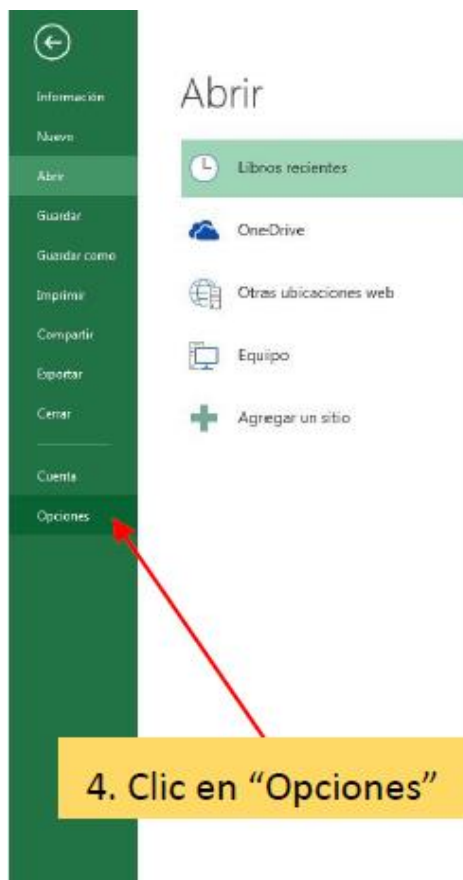 Información
Nuevo
Abrir
Guardar
Guardar como
Imprimir
Compartir
Exportar
Cerrar
Cuenta
Opciones
Abrir
Libros recientes
OneDrive
Otras ubicaciones web
Equipo
Agregar un sitio
4. Clic en “Opciones”